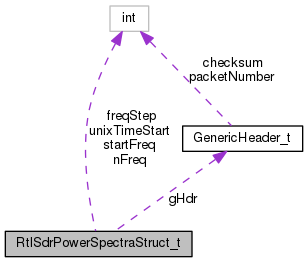 int
checksum
packetNumber
freqStep
unixTimeStart
startFreq
nFreq
GenericHeader_t
gHdr
RtlSdrPowerSpectraStruct_t